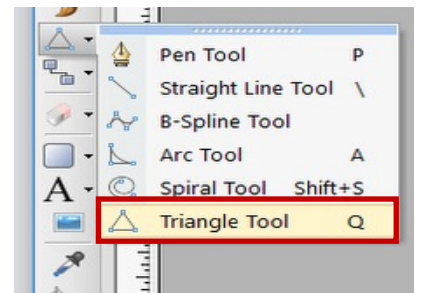 Pen Tool P
Straight Line Tool \
B-Spline Tool
Arc Tool A
Spiral Tool Shift+S
Triangle Tool Q
A